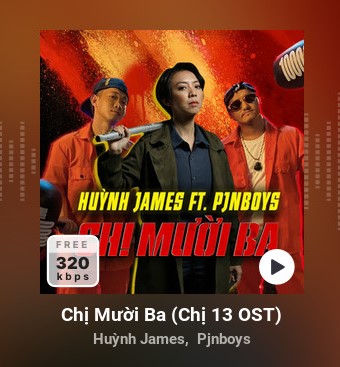 HUỲNH JAMES FT. PJNBOYS
CHỊ MƯỜI BA
FREE
320
kbps
Chị Mười Ba (Chị 13 OST)
Huỳnh James, Pjnboys